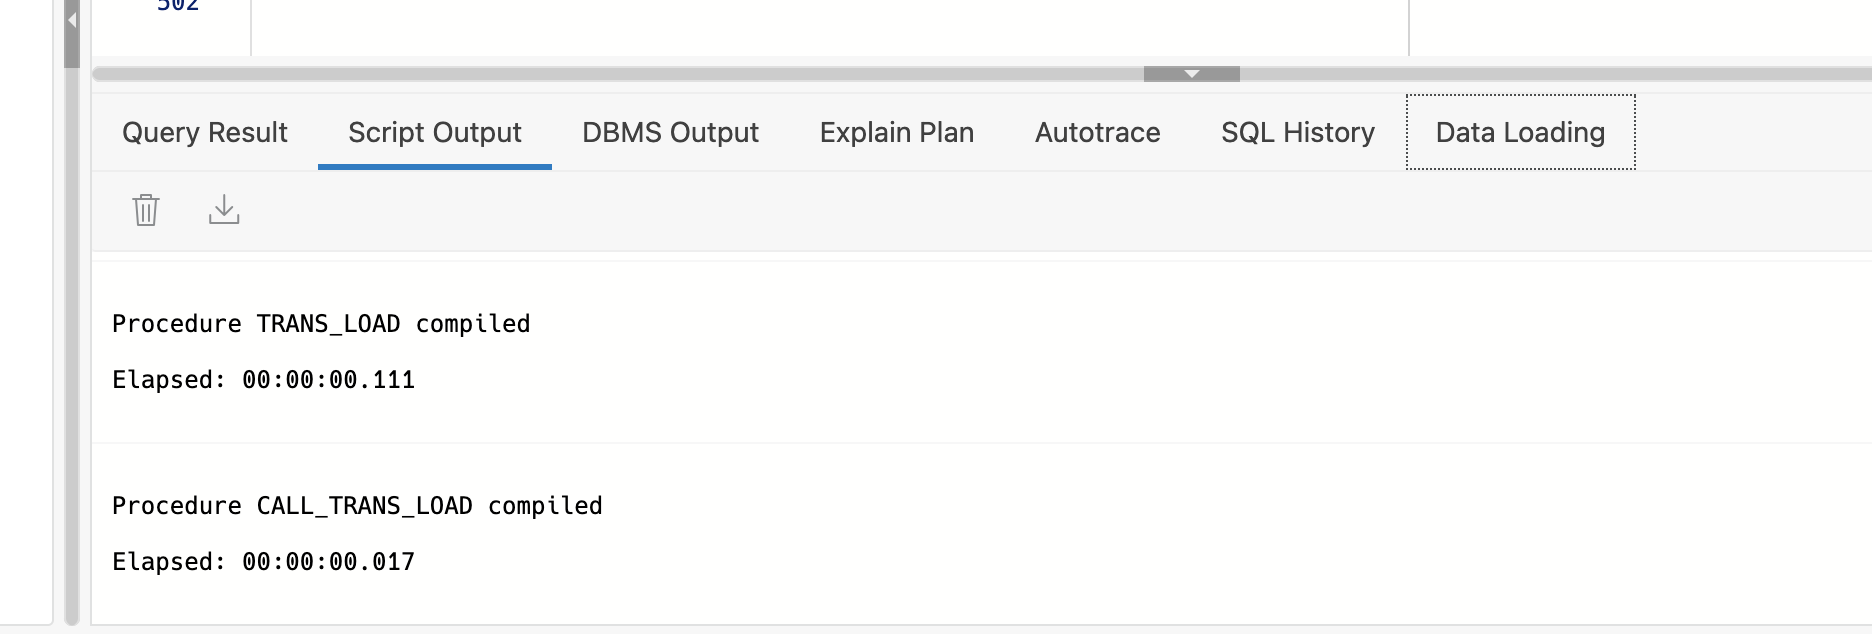 502
Query Result Script Output DBMS Output Explain Plan Autotrace SQL History Data Loading
Procedure TRANS_LOAD compiled
Elapsed: 00:00:00.111
Procedure CALL_TRANS_LOAD compiled
Elapsed: 00:00:00.017